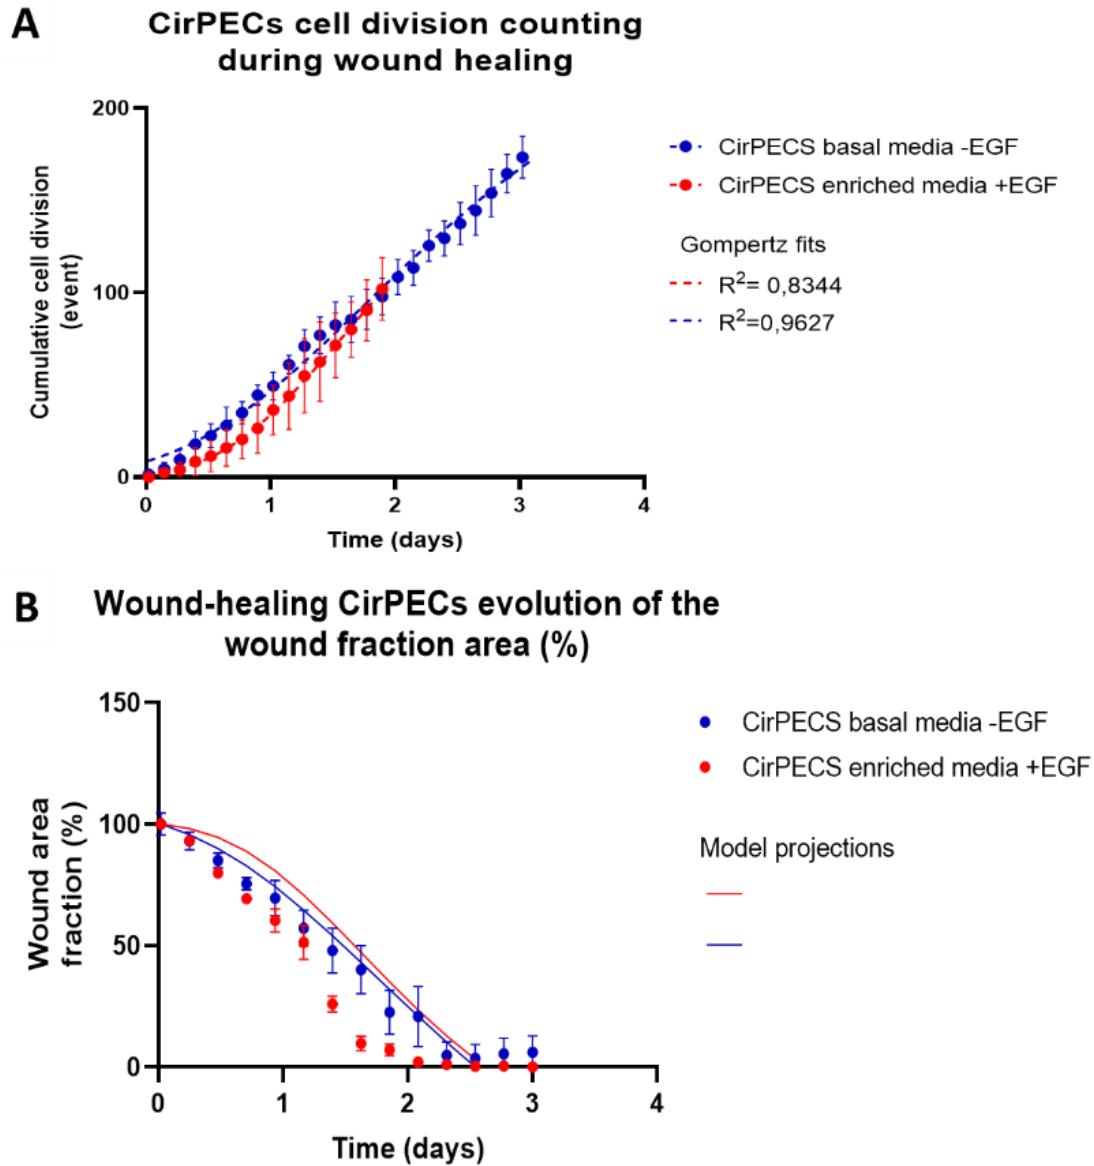 A
CirPECs cell division counting
during wound healing
200
100
0
0 1 2 3 4
Cumulative cell division
(event)
Time (days)
CirPECS basal media -EGF
CirPECS enriched media +EGF
Gompertz fits
R²= 0,8344
R²=0,9627
B
Wound-healing CirPECs evolution of the
wound fraction area (%)
150
100
50
0
0 1 2 3 4
Wound area
fraction (%)
Time (days)
CirPECS basal media -EGF
CirPECS enriched media +EGF
Model projections